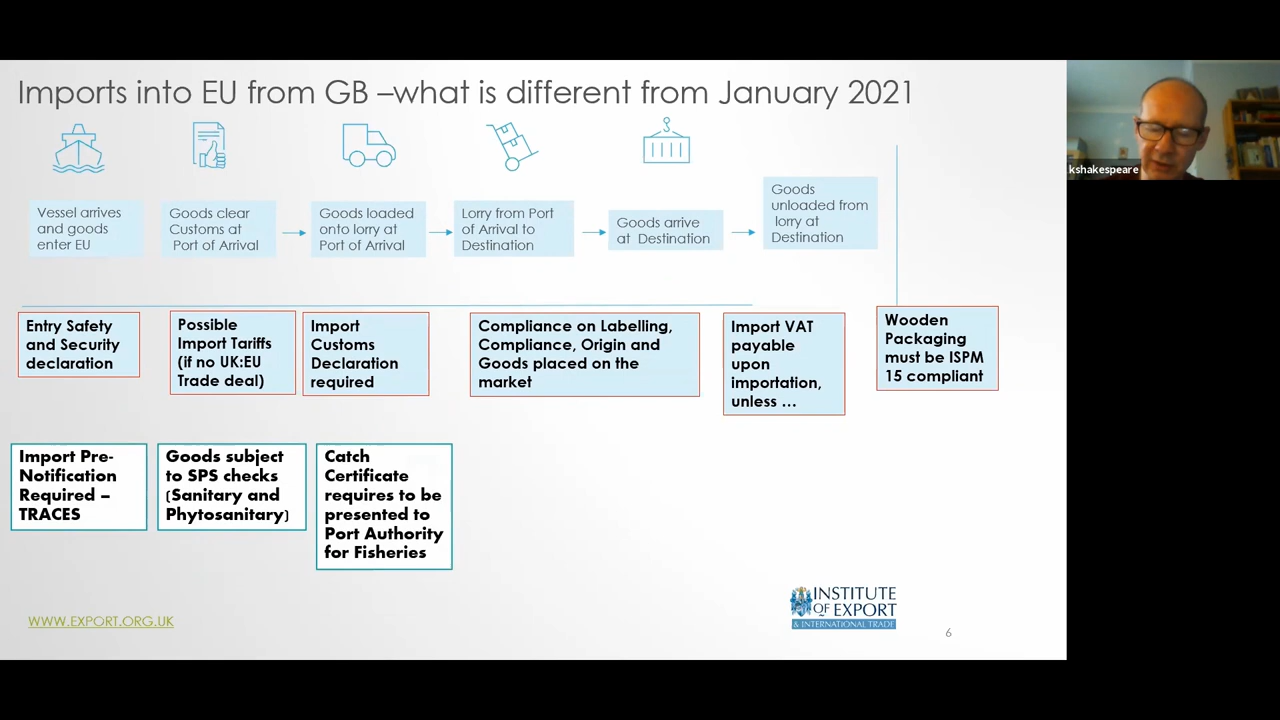 Imports into EU from GB –what is different from January 2021
kshakespeare
Vessel arrives
and goods
enter EU
Goods clear
Customs at
Port of Arrival
Goods loaded
onto lorry at
Port of Arrival
Lorry from Port
of Arrival to
Destination
Goods arrive
at Destination
Goods
unloaded from
lorry at
Destination
Entry Safety
and Security
declaration
Possible
Import Tariffs
(if no UK:EU
Trade deal)
Import
Customs
Declaration
required
Compliance on Labelling,
Compliance, Origin and
Goods placed on the
market
Import VAT
payable
upon
importation,
unless ...
Wooden
Packaging
must be ISPM
15 compliant
Import Pre-
Notification
Required –
TRACES
Goods subject
to SPS checks
(Sanitary and
Phytosanitary)
Catch
Certificate
requires to be
presented to
Port Authority
for Fisheries
WWW.EXPORT.ORG.UK
INSTITUTE
OF EXPORT
& INTERNATIONAL TRADE
6